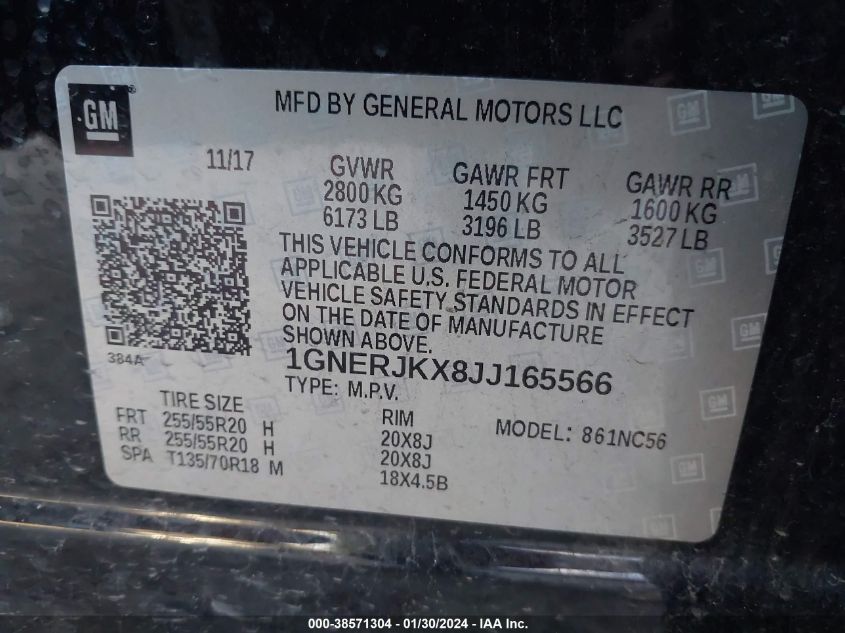 GM
MFD BY GENERAL MOTORS LLC
11/17
GVWR GAWR FRT GAWR RR
2800 KG 1450 KG 1600 KG
6173 LB 3196 LB 3527 LB
THIS VEHICLE CONFORMS TO ALL
APPLICABLE U.S. FEDERAL MOTOR
VEHICLE SAFETY STANDARDS IN EFFECT
ON THE DATE OF MANUFACTURE
SHOWN ABOVE.
384A
1GNERJKX8JJ165566
TYPE: M.P.V.
TIRE SIZE RIM MODEL: 861NC56
FRT 255/55R20 H 20X8J
RR 255/55R20 H 20X8J
SPA T135/70R18 M 18X4.5B
000-38571304 - 01/30/2024 - IAA, Inc.